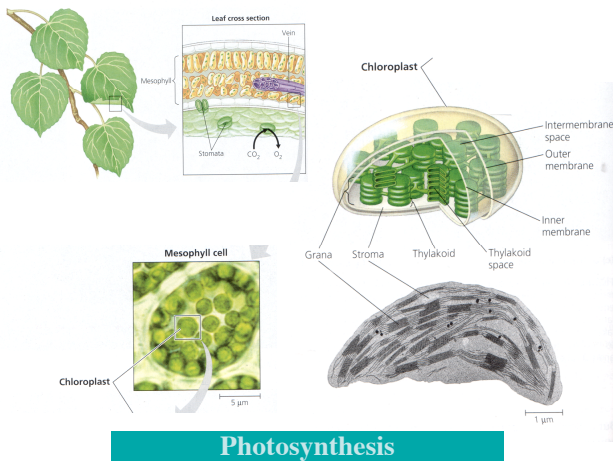 Leaf cross section
Vein
Mesophyll
Stomata
CO2
O2
Chloroplast
Intermembrane
space
Outer
membrane
Inner
membrane
Grana
Stroma
Thylakoid
Thylakoid
space
Mesophyll cell
Chloroplast
5 µm
1 µm
Photosynthesis